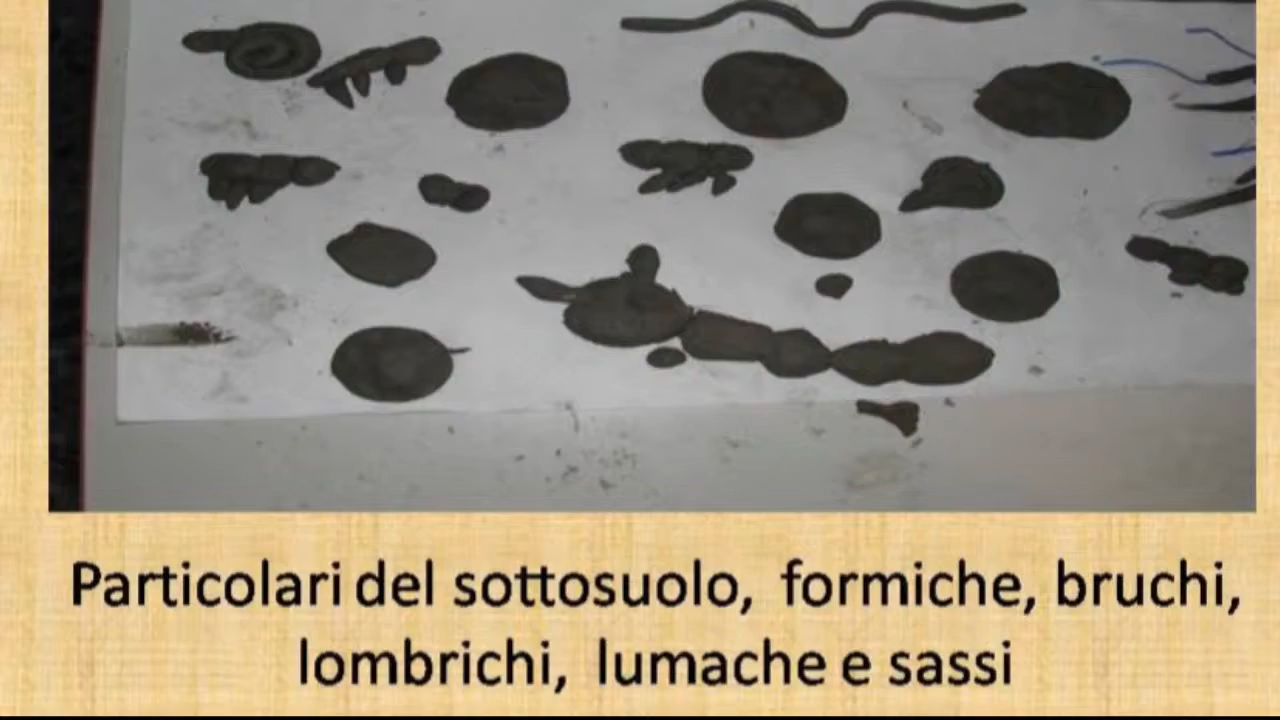 Particolari del sottosuolo, formiche, bruchi,
lombrichi, lumache e sassi